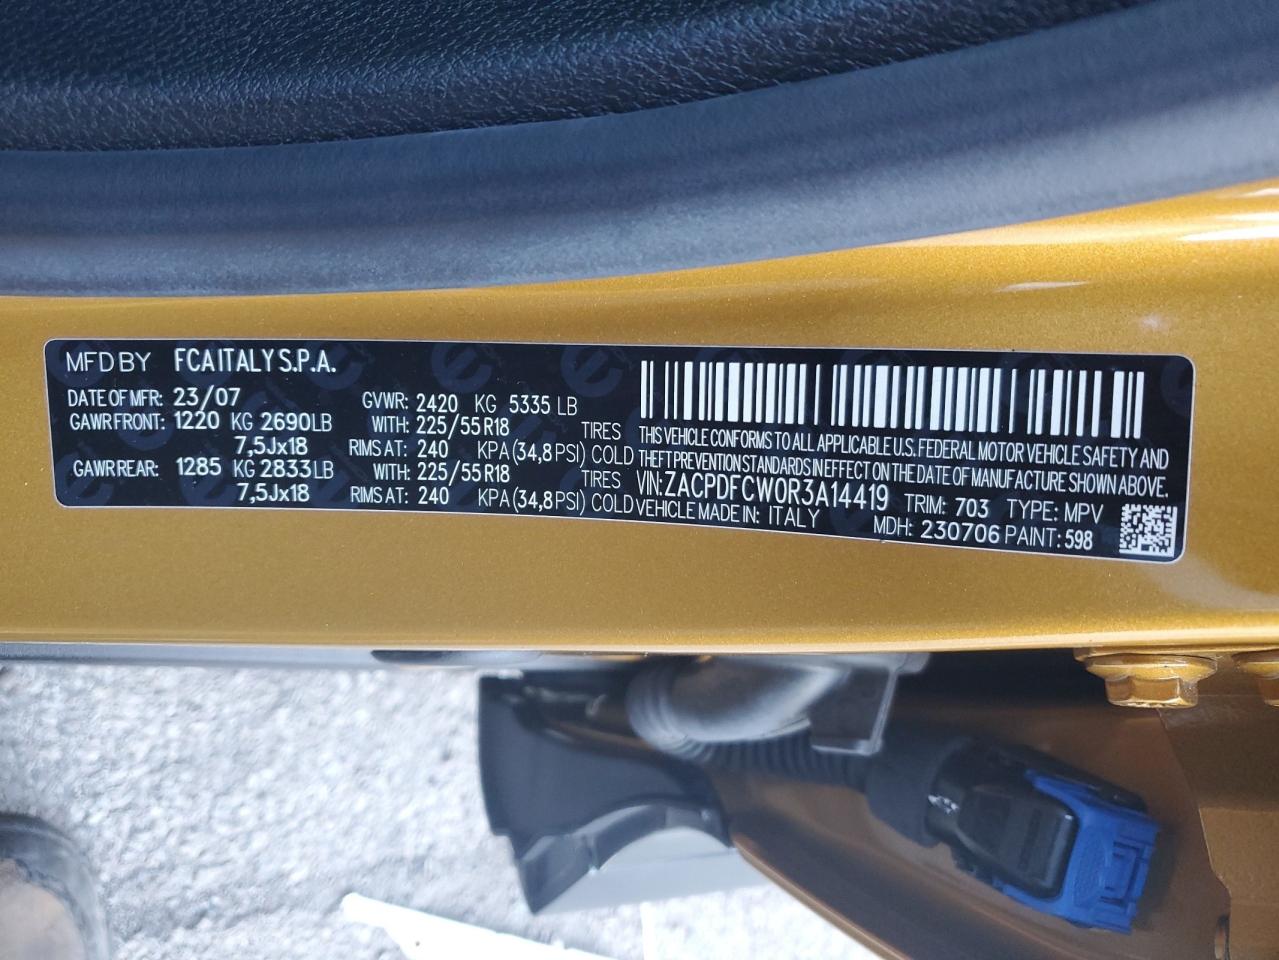 MFD BY FCA ITALY S.P.A.
DATE OF MFR: 23/07 GVWR: 2420 KG 5335 LB
GAWR FRONT: 1220 KG 2690 LB WITH: 225/55 R18 TIRES
7,5Jx18 RIMS AT: 240 KPA (34,8 PSI) COLD
GAWR REAR: 1285 KG 2833 LB WITH: 225/55 R18 TIRES
7,5Jx18 RIMS AT: 240 KPA (34,8 PSI) COLD
THIS VEHICLE CONFORMS TO ALL APPLICABLE U.S. FEDERAL MOTOR VEHICLE SAFETY AND
THEFT PREVENTION STANDARDS IN EFFECT ON THE DATE OF MANUFACTURE SHOWN ABOVE.
VIN: ZACPDFCW0R3A14419 TRIM: 703 TYPE: MPV
VEHICLE MADE IN: ITALY MDH: 230706 PAINT: 598